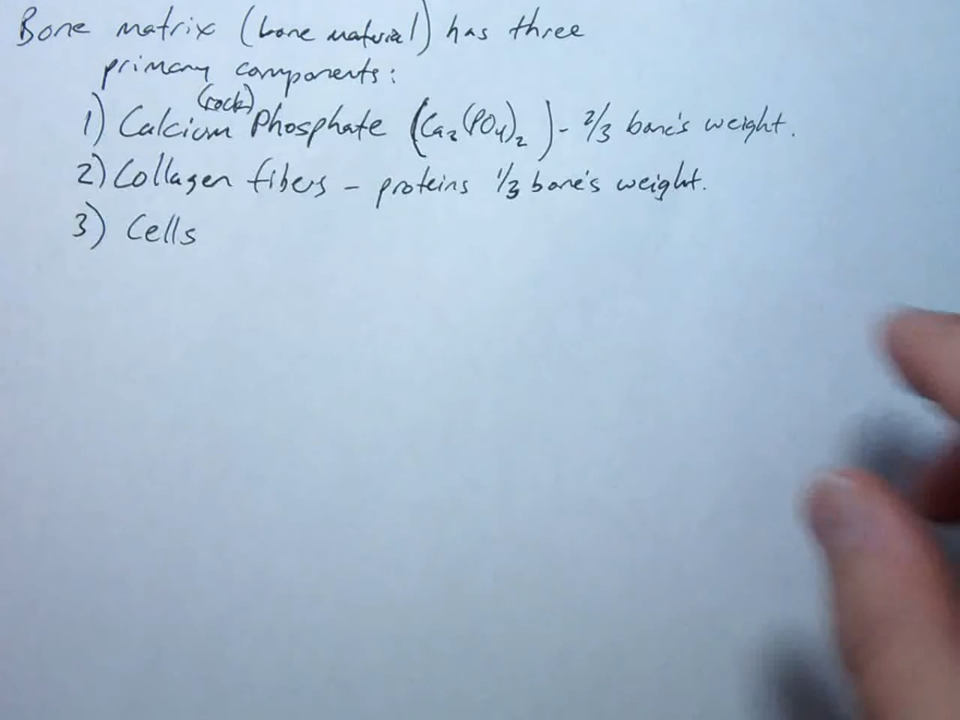 Bone matrix (bone material) has three
primary components:
(rock)
1) Calcium Phosphate (Ca₃(PO₄)₂) - 2/3 bone's weight.
2) Collagen fibers - proteins 1/3 bone's weight.
3) Cells